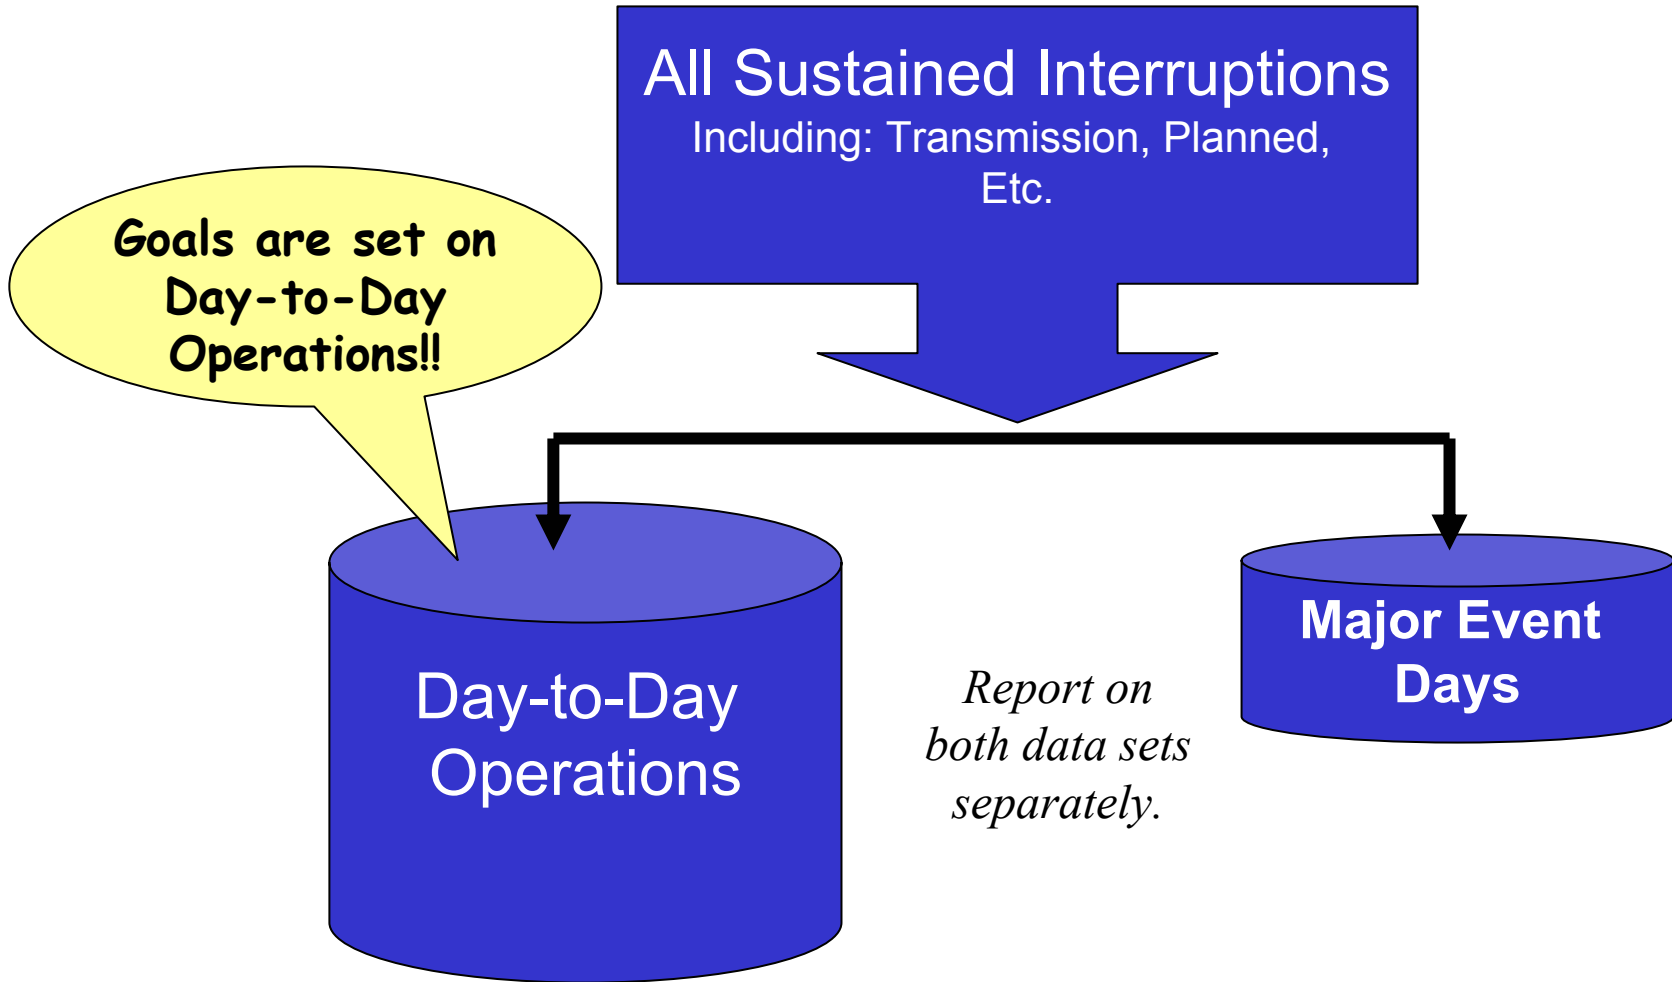 All Sustained Interruptions
Including: Transmission, Planned,
Etc.
Goals are set on
Day-to-Day
Operations!!
Day-to-Day
Operations
Report on
both data sets
separately.
Major Event
Days